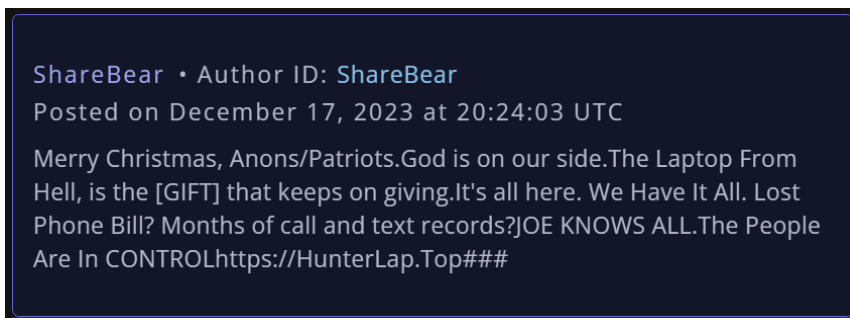 ShareBear • Author ID: ShareBear
Posted on December 17, 2023 at 20:24:03 UTC
Merry Christmas, Anons/Patriots.God is on our side.The Laptop From
Hell, is the [GIFT] that keeps on giving.It's all here. We Have It All. Lost
Phone Bill? Months of call and text records?JOE KNOWS ALL.The People
Are In CONTROLhttps://HunterLap.Top###